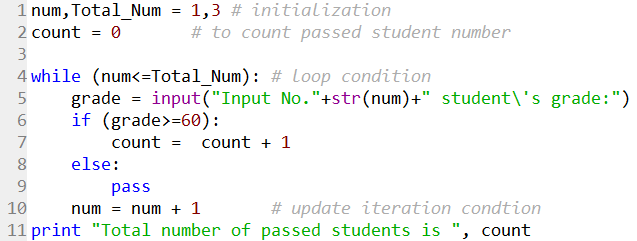 1 num,Total_Num = 1,3 # initialization
2 count = 0       # to count passed student number
3
4 while (num<=Total_Num): # loop condition
5     grade = input("Input No."+str(num)+" student\'s grade:")
6     if (grade>=60):
7         count =  count + 1
8     else:
9         pass
10     num = num + 1       # update iteration condtion
11 print "Total number of passed students is ", count